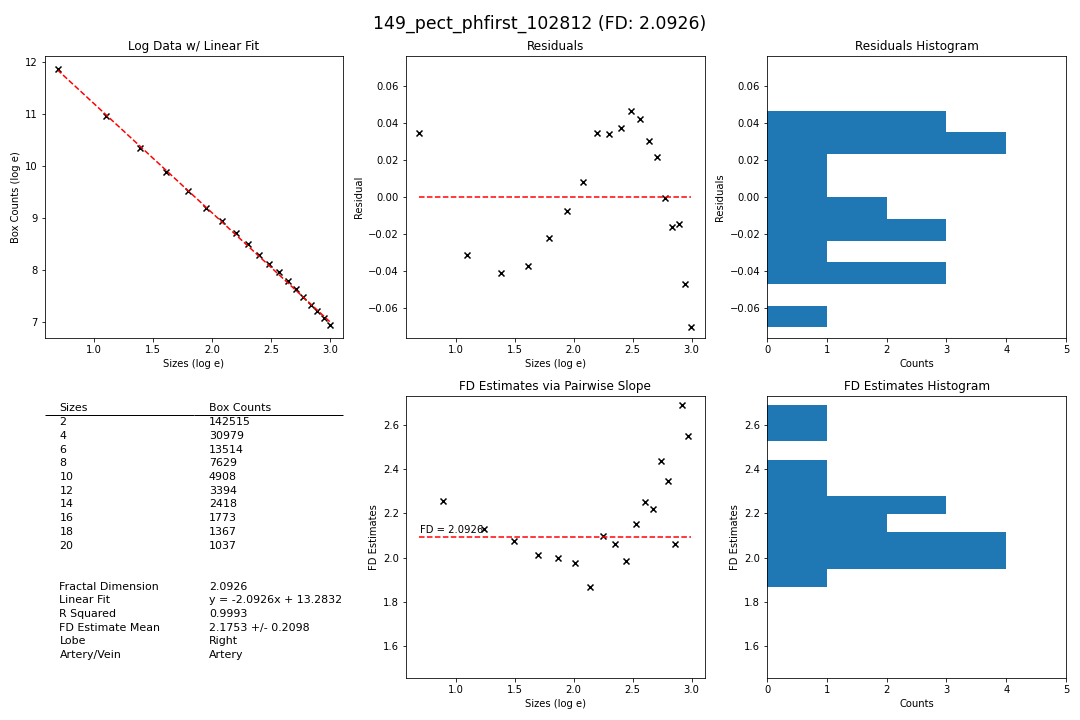 149_pect_phfirst_102812 (FD: 2.0926)
Log Data w/ Linear Fit
Box Counts (log e)
12
11
10
9
8
7
1.0 1.5 2.0 2.5 3.0
Sizes (log e)
Residuals
Residual
0.06
0.04
0.02
0.00
−0.02
−0.04
−0.06
1.0 1.5 2.0 2.5 3.0
Sizes (log e)
Residuals Histogram
Residuals
0.06
0.04
0.02
0.00
−0.02
−0.04
−0.06
0 1 2 3 4 5
Counts
Sizes Box Counts
2 142515
4 30979
6 13514
8 7629
10 4908
12 3394
14 2418
16 1773
18 1367
20 1037
Fractal Dimension 2.0926
Linear Fit y = -2.0926x + 13.2832
R Squared 0.9993
FD Estimate Mean 2.1753 +/- 0.2098
Lobe Right
Artery/Vein Artery
FD Estimates via Pairwise Slope
FD Estimates
2.6
2.4
2.2
2.0
1.8
1.6
FD = 2.0926
1.0 1.5 2.0 2.5 3.0
Sizes (log e)
FD Estimates Histogram
FD Estimates
2.6
2.4
2.2
2.0
1.8
1.6
0 1 2 3 4 5
Counts